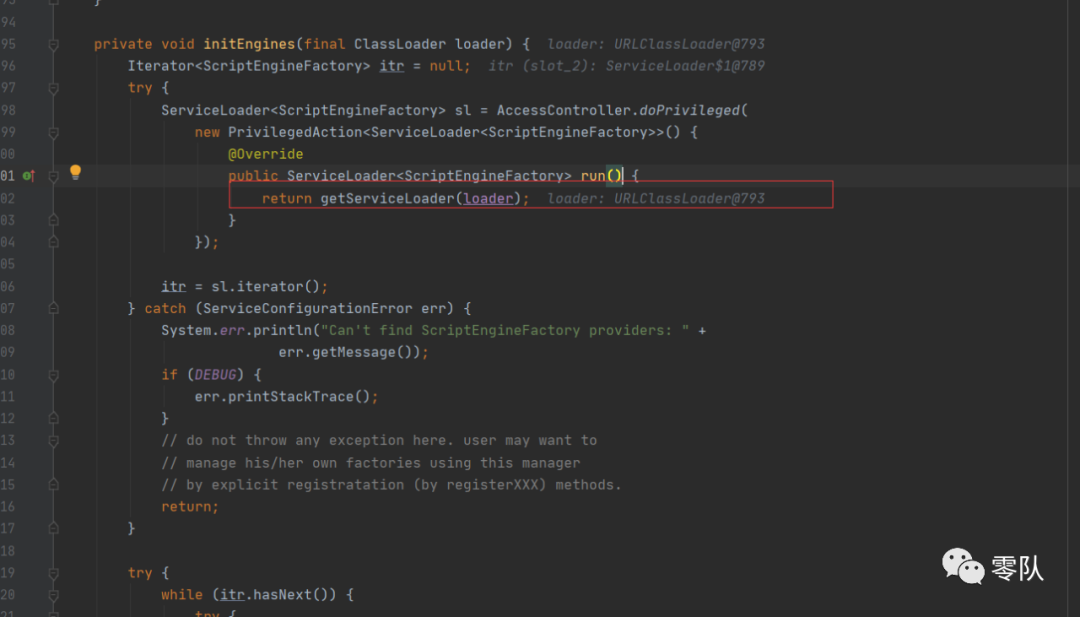 93 }
94
95 private void initEngines(final ClassLoader loader) { loader: URLClassLoader@793
96 Iterator<ScriptEngineFactory> itr = null; itr (slot_2): ServiceLoader$1@789
97 try {
98 ServiceLoader<ScriptEngineFactory> sl = AccessController.doPrivileged(
99 new PrivilegedAction<ServiceLoader<ScriptEngineFactory>>() {
00 @Override
01 public ServiceLoader<ScriptEngineFactory> run() {
02 return getServiceLoader(loader); loader: URLClassLoader@793
03 }
04 });
05
06 itr = sl.iterator();
07 } catch (ServiceConfigurationError err) {
08 System.err.println("Can't find ScriptEngineFactory providers: " +
09 err.getMessage());
10 if (DEBUG) {
11 err.printStackTrace();
12 }
13 // do not throw any exception here. user may want to
14 // manage his/her own factories using this manager
15 // by explicit registratation (by registerXXX) methods.
16 return;
17 }
18
19 try {
20 while (itr.hasNext()) {
21 try {
零队